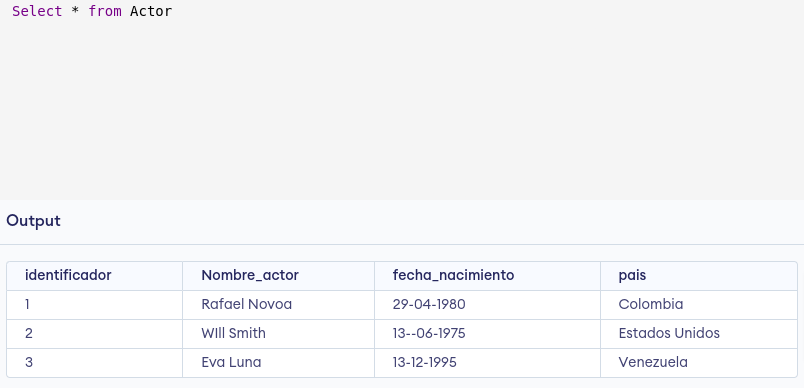 Select * from Actor
Output
identificador Nombre_actor fecha_nacimiento pais
1 Rafael Novoa 29-04-1980 Colombia
2 WIll Smith 13--06-1975 Estados Unidos
3 Eva Luna 13-12-1995 Venezuela